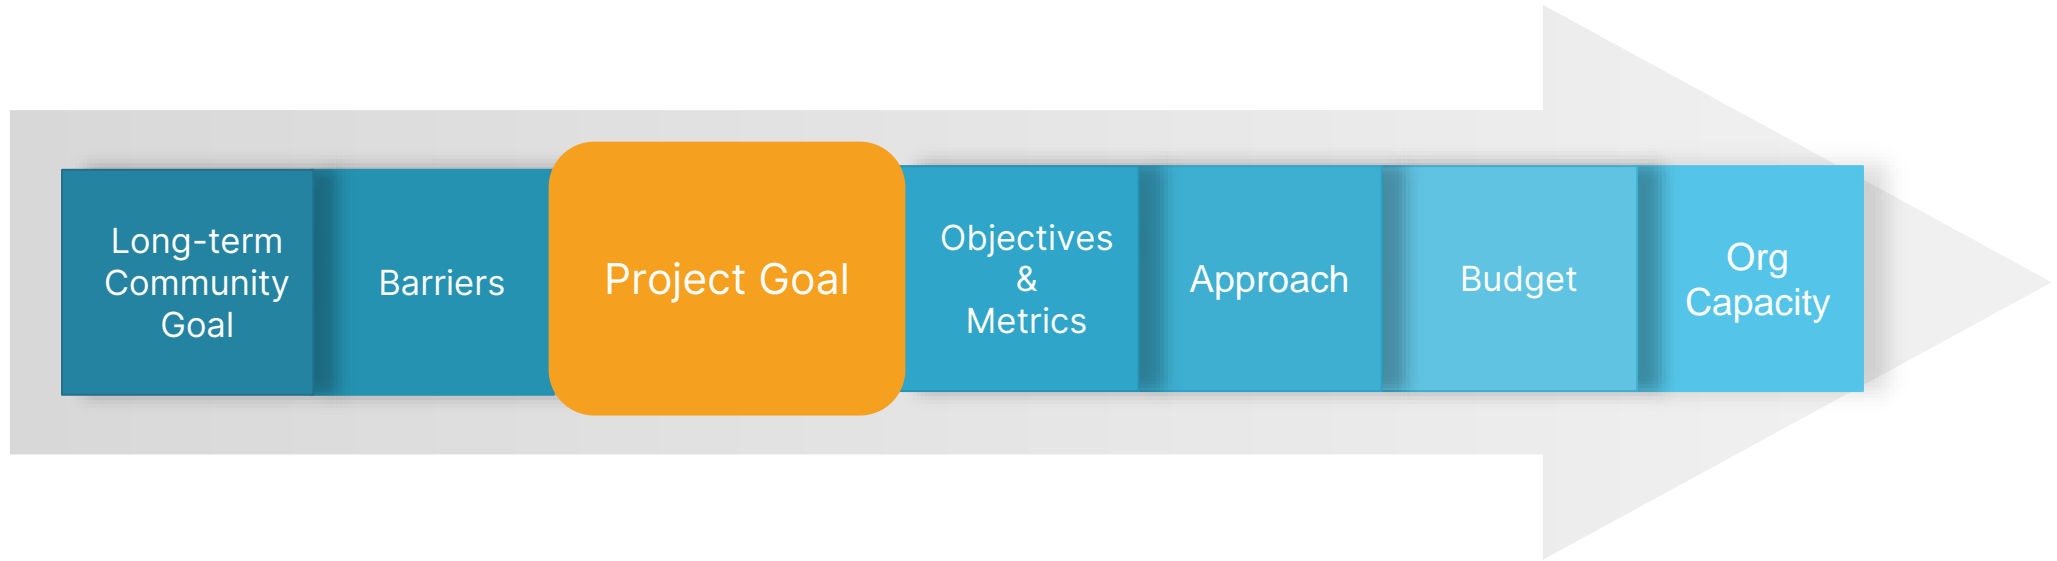 Long-term
Community
Goal
Barriers
Project Goal
Objectives
&
Metrics
Approach
Budget
Org
Capacity